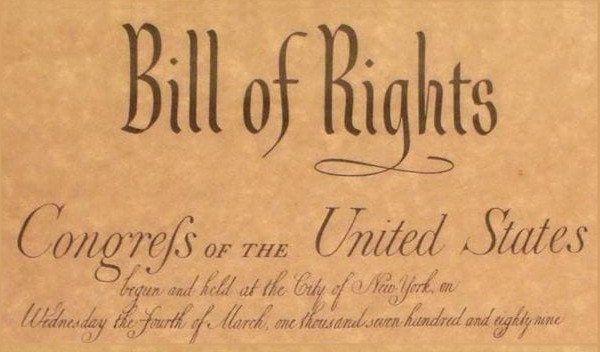 Bill of Rights
Congreſs OF THE United States
begun and held at the City of New-York, on
Wednesday the Fourth of March, one thousand seven hundred and eighty nine